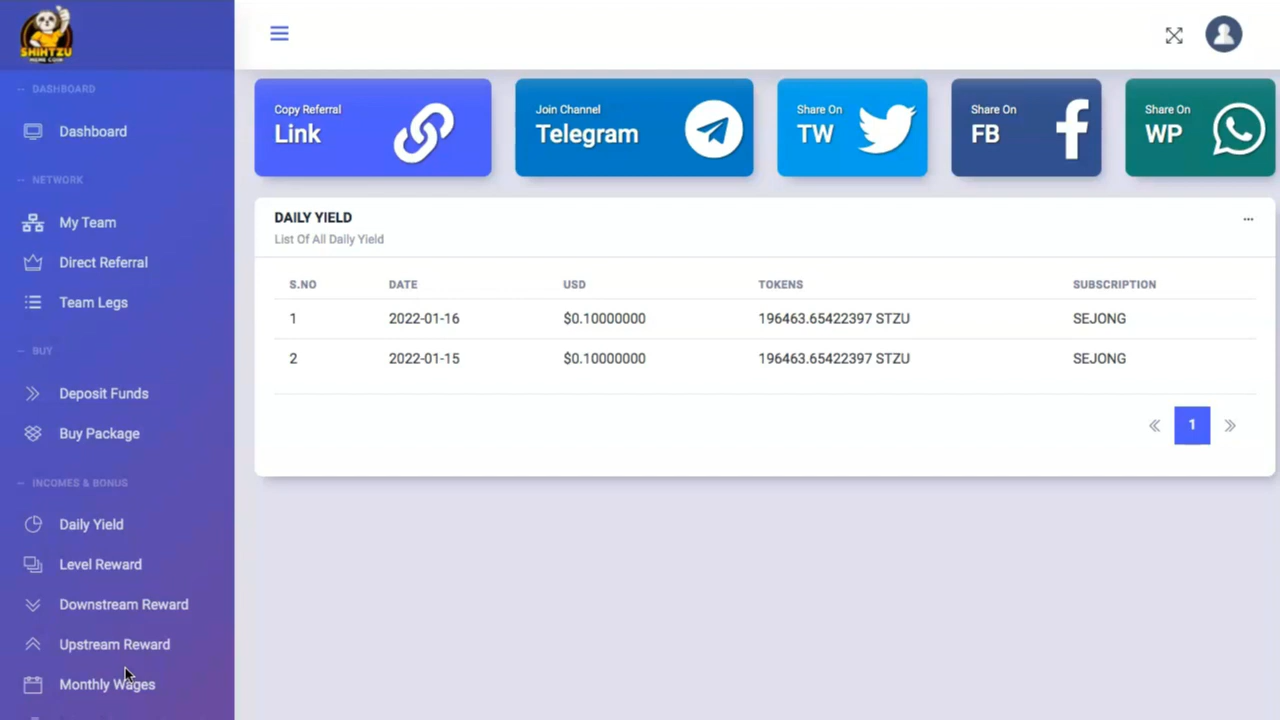 SHIHTZU
MEME COIN
DASHBOARD
Dashboard
NETWORK
My Team
Direct Referral
Team Legs
BUY
Deposit Funds
Buy Package
INCOMES & BONUS
Daily Yield
Level Reward
Downstream Reward
Upstream Reward
Monthly Wages
Copy Referral
Link
Join Channel
Telegram
Share On
TW
Share On
FB
Share On
WP
DAILY YIELD
List Of All Daily Yield
S.NO DATE USD TOKENS SUBSCRIPTION
1 2022-01-16 $0.10000000 196463.65422397 STZU SEJONG
2 2022-01-15 $0.10000000 196463.65422397 STZU SEJONG
« 1 »